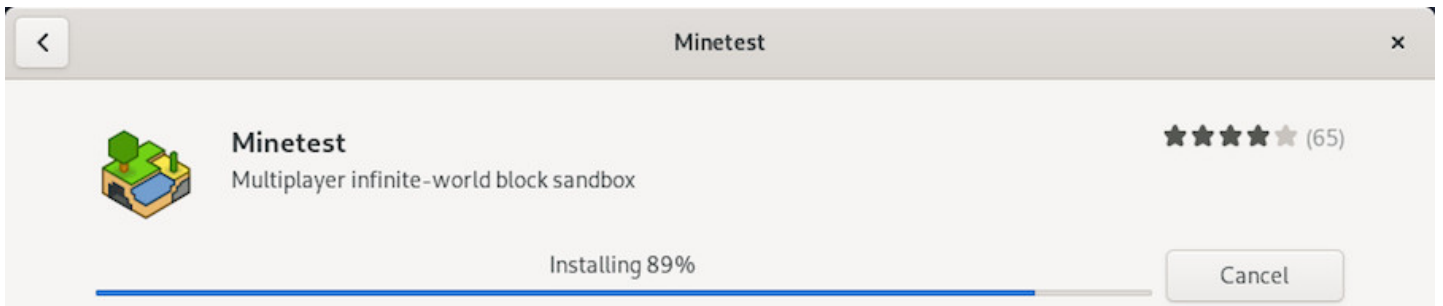 Minetest
Minetest
(65)
Multiplayer infinite-world block sandbox
Installing 89%
Cancel